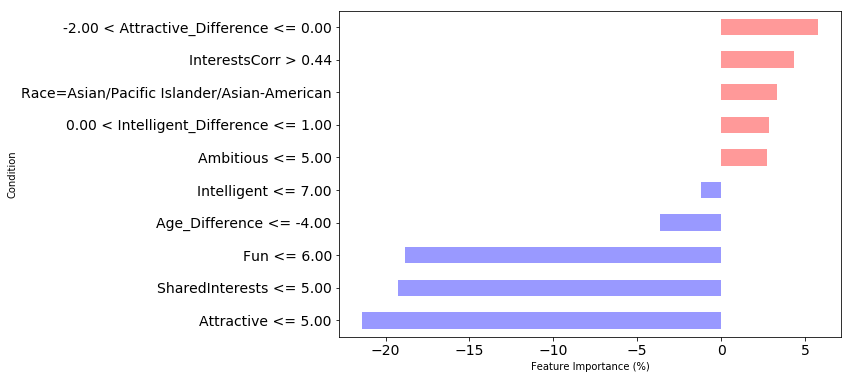 -2.00 < Attractive_Difference <= 0.00
InterestsCorr > 0.44
Race=Asian/Pacific Islander/Asian-American
0.00 < Intelligent_Difference <= 1.00
Ambitious <= 5.00
Intelligent <= 7.00
Age_Difference <= -4.00
Fun <= 6.00
SharedInterests <= 5.00
Attractive <= 5.00
Condition
−20 −15 −10 −5 0 5
Feature Importance (%)